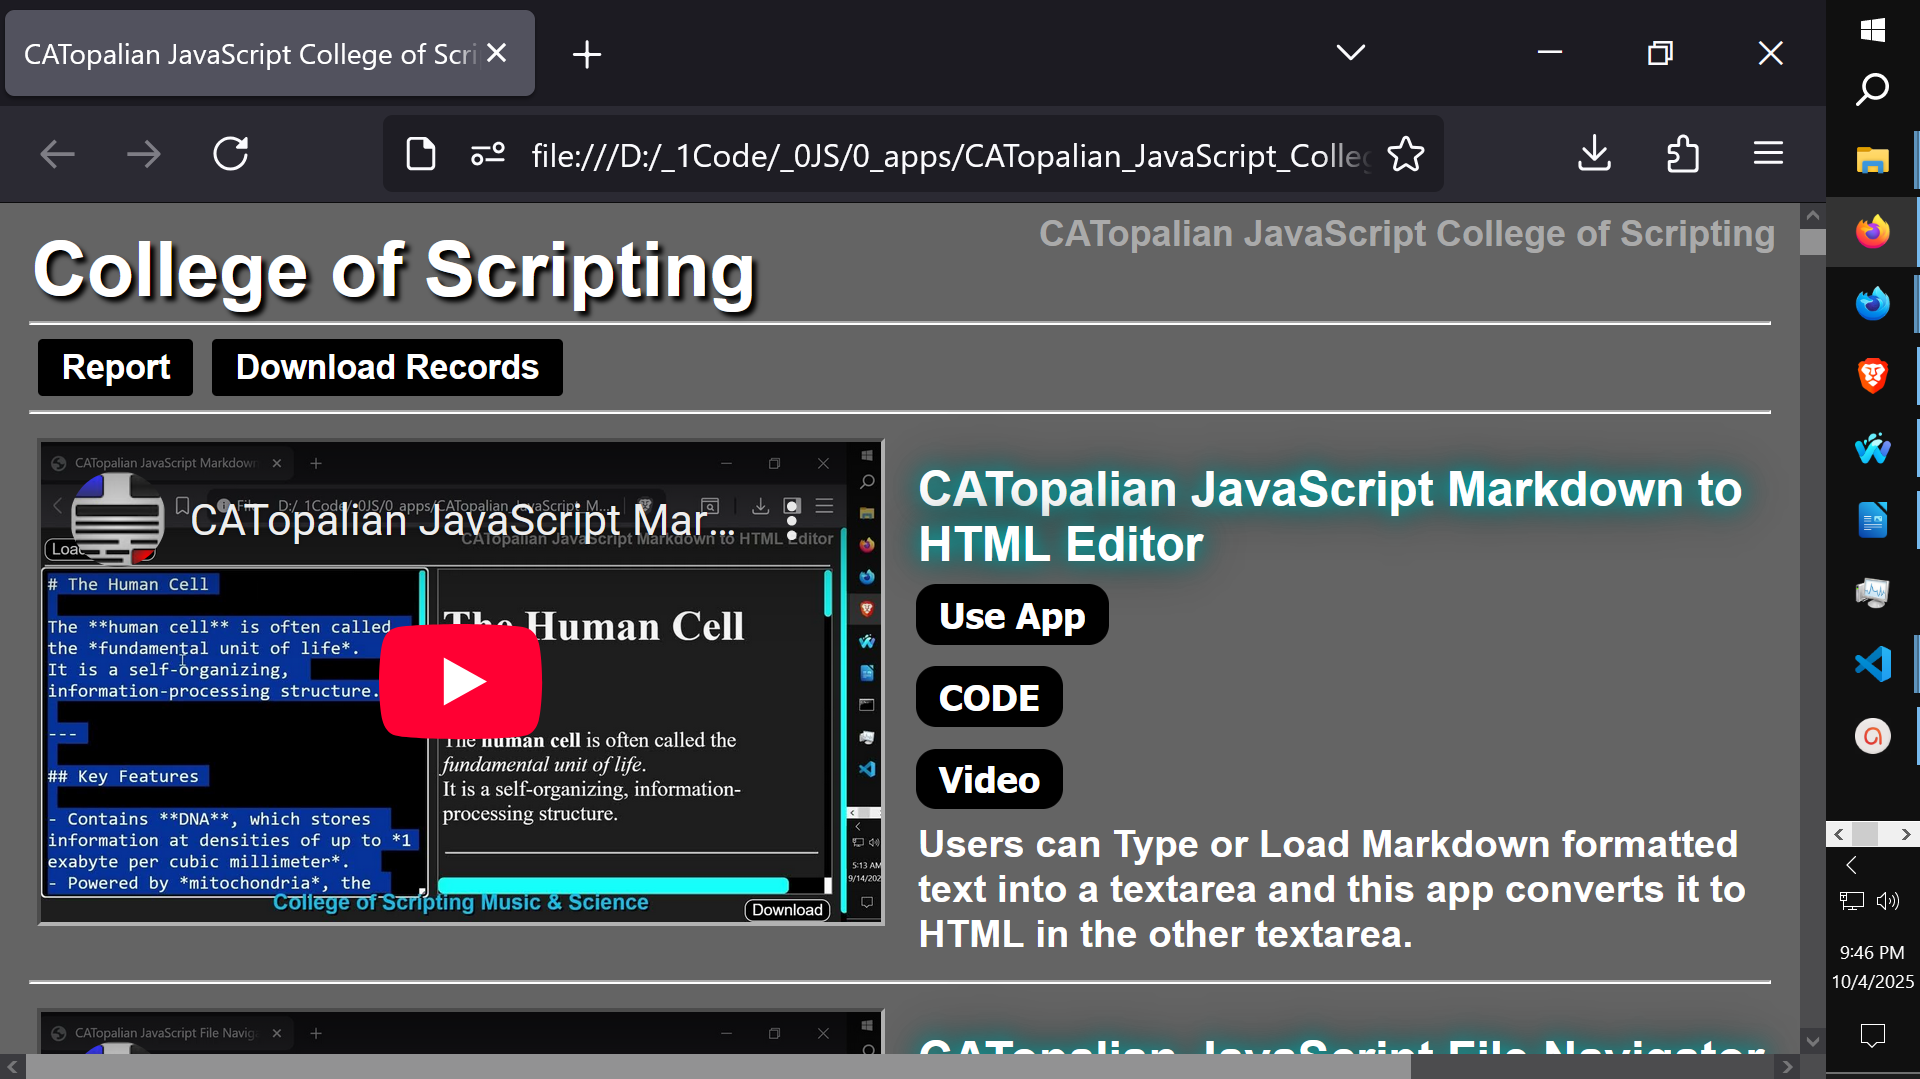 CATopalian JavaScript College of Scri
file:///D:/_1Code/_0JS/0_apps/CATopalian_JavaScript_Colleg
CATopalian JavaScript College of Scripting
College of Scripting
Report
Download Records
CATopalian JavaScript Markdown
CATopalian JavaScript Mar...
CATopalian JavaScript Markdown to HTML Editor
# The Human Cell
The **human cell** is often called
the *fundamental unit of life*.
It is a self-organizing,
information-processing structure.
---
## Key Features
- Contains **DNA**, which stores
information at densities of up to *1
exabyte per cubic millimeter*.
- Powered by *mitochondria*, the
The Human Cell
The human cell is often called the
fundamental unit of life.
It is a self-organizing, information-
processing structure.
College of Scripting Music & Science
Download
5:13 AM
9/14/202
CATopalian JavaScript Markdown to
HTML Editor
Use App
CODE
Video
Users can Type or Load Markdown formatted
text into a textarea and this app converts it to
HTML in the other textarea.
CATopalian JavaScript File Naviga
CATopalian JavaScript File Navigator
9:46 PM
10/4/2025